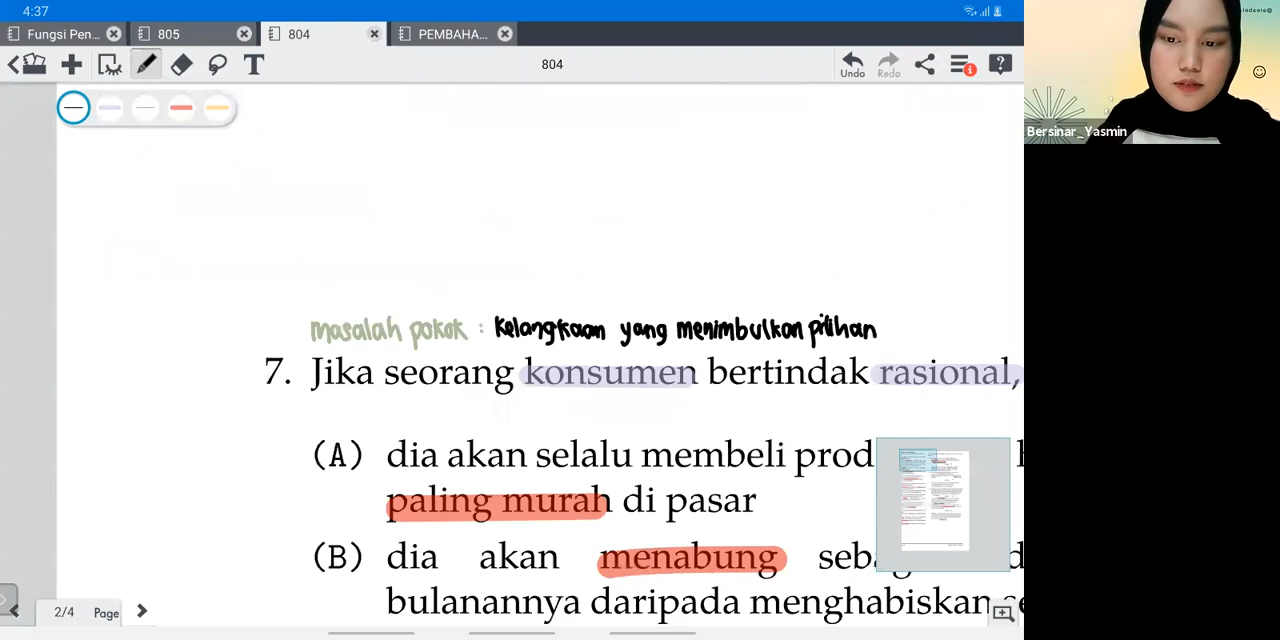 4:37
Fungsi Pen...
805
804
PEMBAHA...
804
Undo
Redo
Bersinar_Yasmin
masalah pokok : kelangkaan yang menimbulkan pilihan
7. Jika seorang konsumen bertindak rasional,
(A) dia akan selalu membeli prod
paling murah di pasar
(B) dia akan menabung seba
bulanannya daripada menghabiskan
2/4 Page